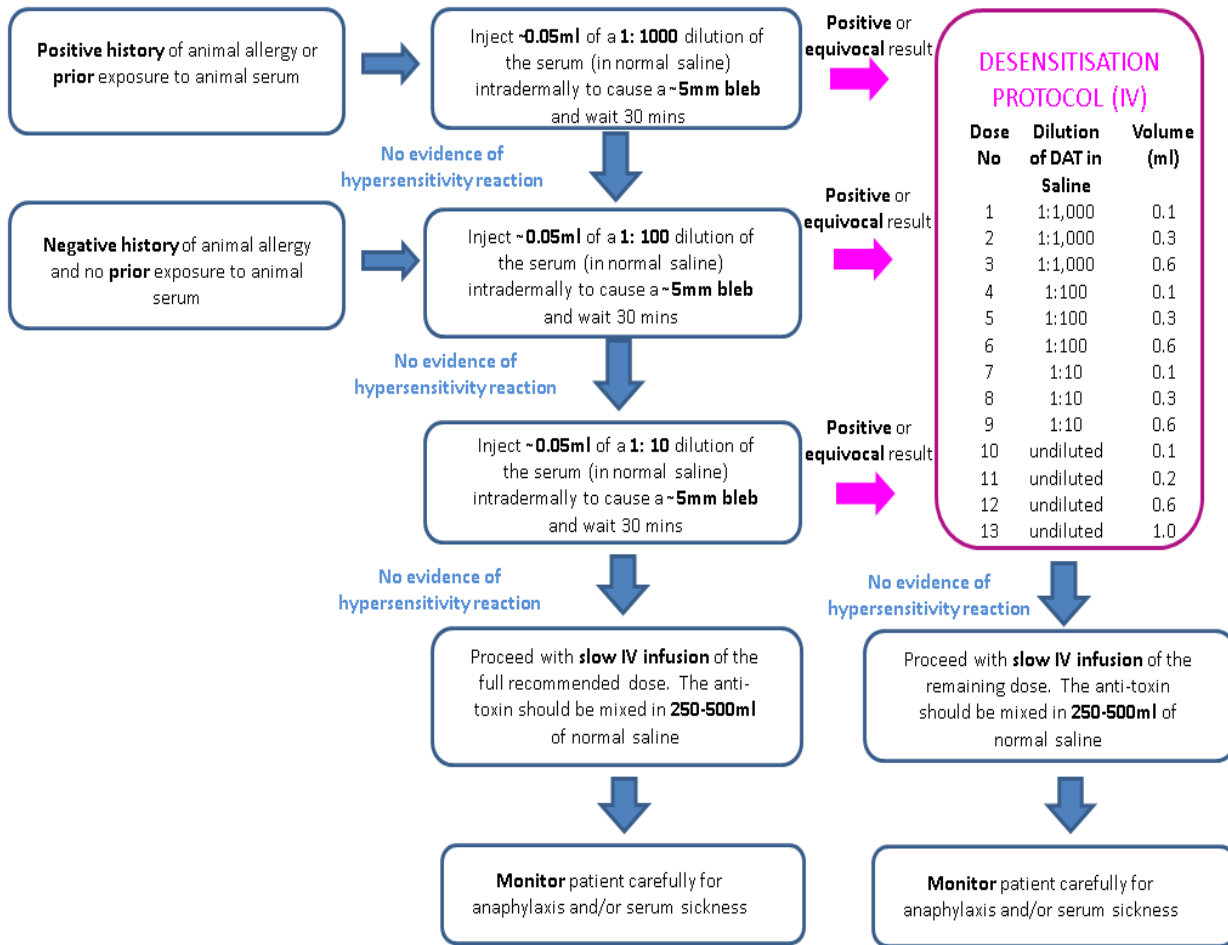 Positive history of animal allergy or
prior exposure to animal serum
Inject ~0.05ml of a 1: 1000 dilution of
the serum (in normal saline)
intradermally to cause a ~5mm bleb
and wait 30 mins
Positive or
equivocal result
No evidence of
hypersensitivity reaction
Negative history of animal allergy
and no prior exposure to animal
serum
Inject ~0.05ml of a 1: 100 dilution of
the serum (in normal saline)
intradermally to cause a ~5mm bleb
and wait 30 mins
Positive or
equivocal result
No evidence of
hypersensitivity reaction
Inject ~0.05ml of a 1: 10 dilution of
the serum (in normal saline)
intradermally to cause a ~5mm bleb
and wait 30 mins
Positive or
equivocal result
DESENSITISATION
PROTOCOL (IV)
Dose Dilution Volume
No of DAT in (ml)
Saline
1 1:1,000 0.1
2 1:1,000 0.3
3 1:1,000 0.6
4 1:100 0.1
5 1:100 0.3
6 1:100 0.6
7 1:10 0.1
8 1:10 0.3
9 1:10 0.6
10 undiluted 0.1
11 undiluted 0.2
12 undiluted 0.6
13 undiluted 1.0
No evidence of
hypersensitivity reaction
Proceed with slow IV infusion of the
full recommended dose. The anti-
toxin should be mixed in 250-500ml
of normal saline
Monitor patient carefully for
anaphylaxis and/or serum sickness
No evidence of
hypersensitivity reaction
Proceed with slow IV infusion of the
remaining dose. The anti-toxin
should be mixed in 250-500ml of
normal saline
Monitor patient carefully for
anaphylaxis and/or serum sickness